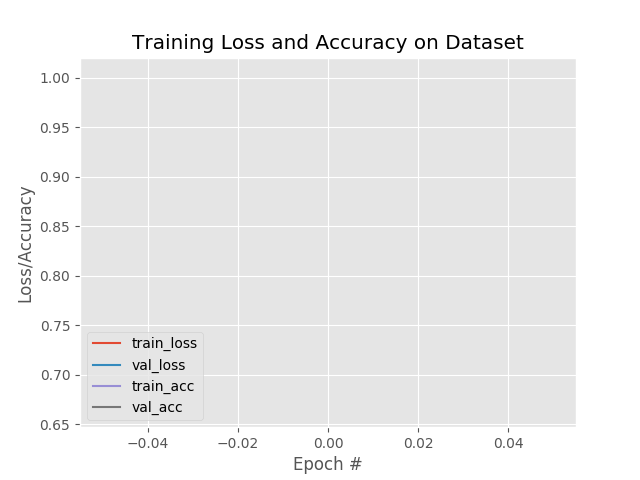 Training Loss and Accuracy on Dataset
1.00
0.95
0.90
0.85
0.80
0.75
0.70
0.65
Loss/Accuracy
train_loss
val_loss
train_acc
val_acc
−0.04 −0.02 0.00 0.02 0.04
Epoch #